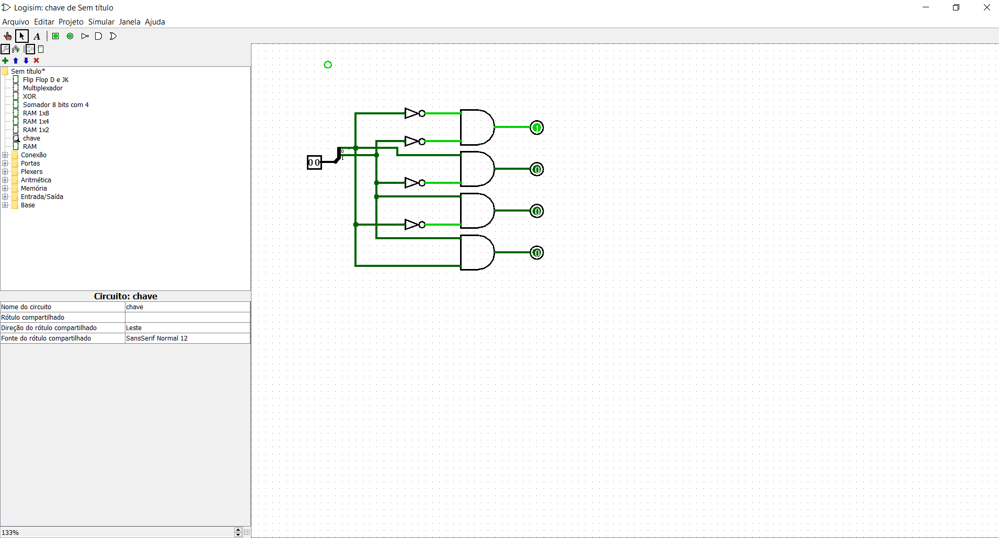 Logisim: chave de Sem título
Arquivo Editar Projeto Simular Janela Ajuda
A
Sem título*
Flip Flop D e JK
Multiplexador
XOR
Somador 8 bits com 4
RAM 1x8
RAM 1x4
RAM 1x2
chave
RAM
Conexão
Portas
Plexers
Aritmética
Memória
Entrada/Saída
Base
1
0 0
0
1
0
0
0
Circuito: chave
Nome do circuito chave
Rótulo compartilhado
Direção do rótulo compartilhado Leste
Fonte do rótulo compartilhado SansSerif Normal 12
133%